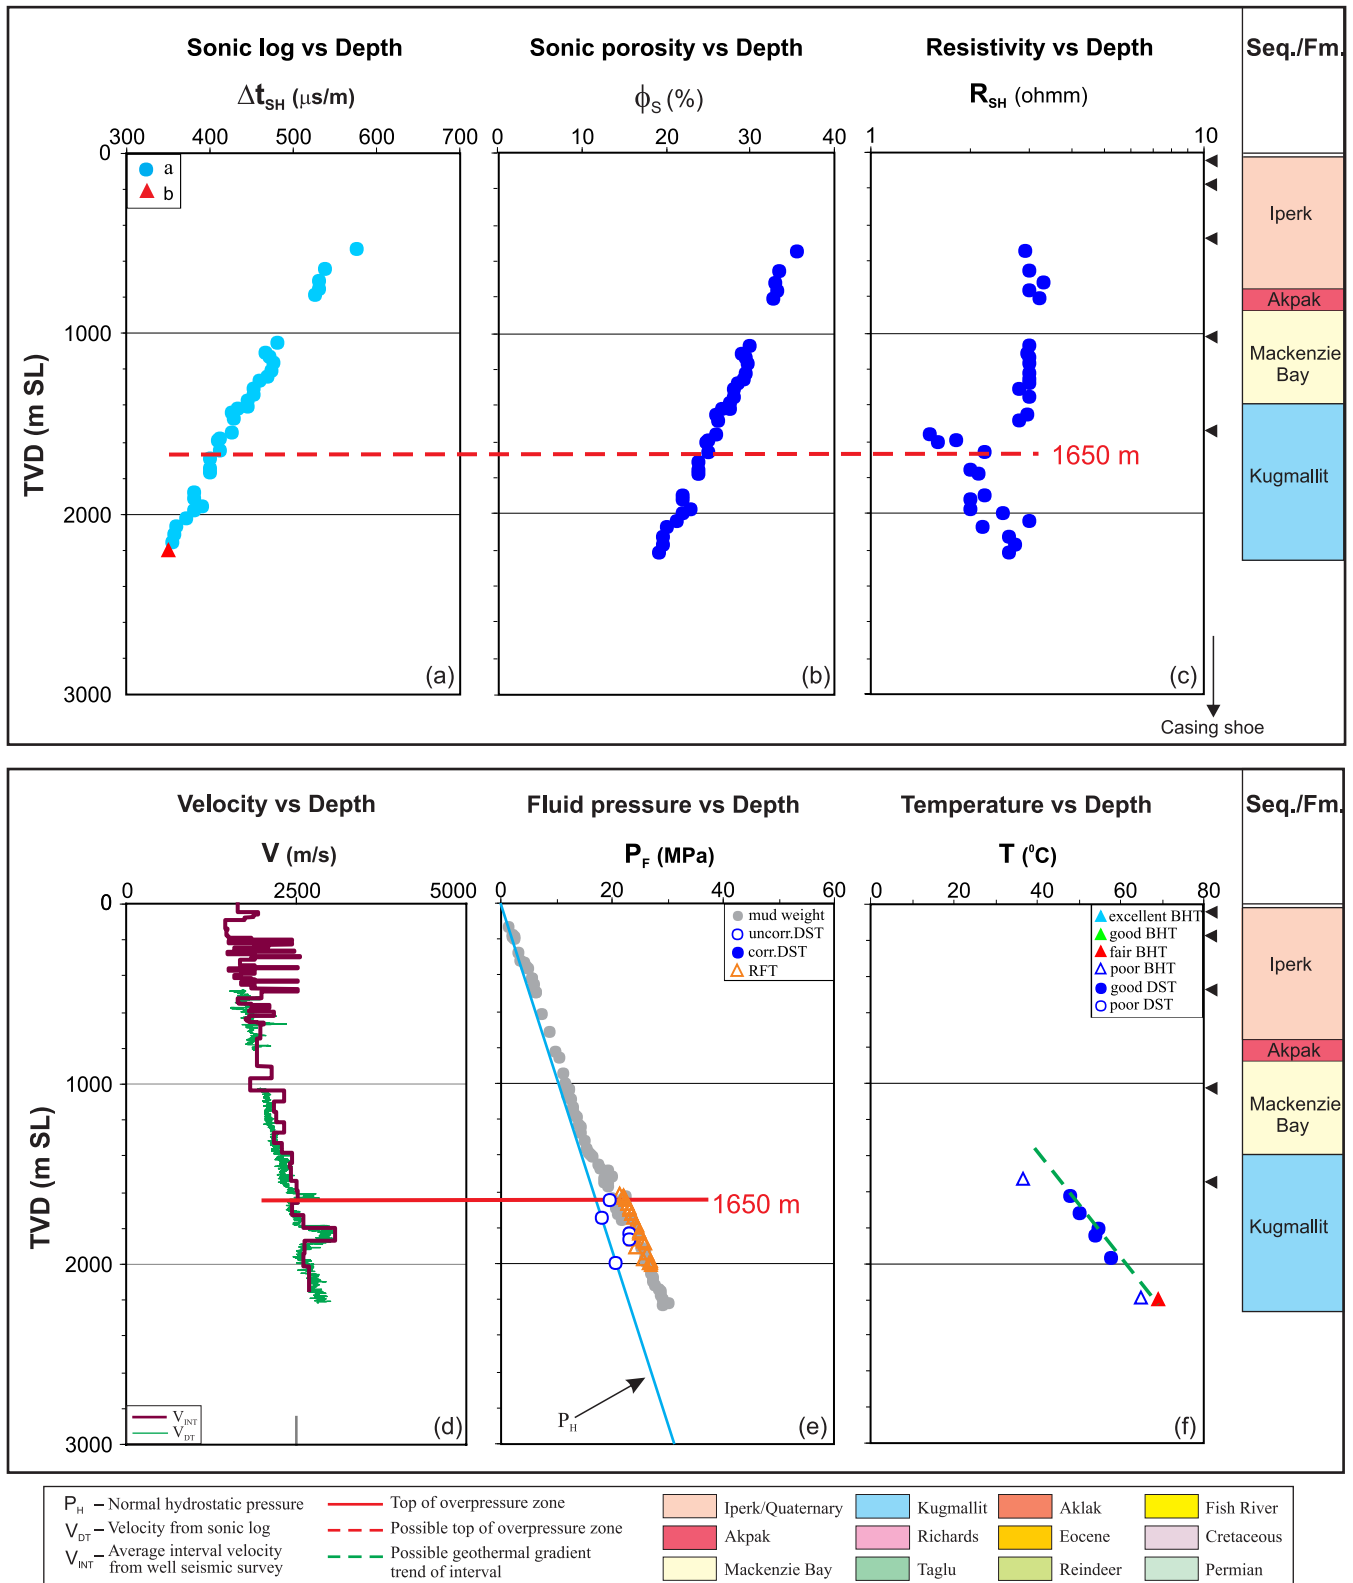 Sonic log vs Depth
Sonic porosity vs Depth
Resistivity vs Depth
Seq./Fm.
Δt_SH (μs/m)
ϕ_S (%)
R_SH (ohmm)
300 400 500 600 700
0 10 20 30 40
1 10
0
1000
2000
3000
TVD (m SL)
a
b
1650 m
(a)
(b)
(c)
Iperk
Akpak
Mackenzie
Bay
Kugmallit
Casing shoe
Velocity vs Depth
Fluid pressure vs Depth
Temperature vs Depth
Seq./Fm.
V (m/s)
P_F (MPa)
T (⁰C)
0 2500 5000
0 20 40 60
0 20 40 60 80
0
1000
2000
3000
TVD (m SL)
mud weight
uncorr.DST
corr.DST
RFT
excellent BHT
good BHT
fair BHT
poor BHT
good DST
poor DST
1650 m
P_H
V_INT
V_DT
(d)
(e)
(f)
Iperk
Akpak
Mackenzie
Bay
Kugmallit
P_H – Normal hydrostatic pressure
V_DT – Velocity from sonic log
V_INT – Average interval velocity
from well seismic survey
Top of overpressure zone
Possible top of overpressure zone
Possible geothermal gradient
trend of interval
Iperk/Quaternary
Akpak
Mackenzie Bay
Kugmallit
Richards
Taglu
Aklak
Eocene
Reindeer
Fish River
Cretaceous
Permian